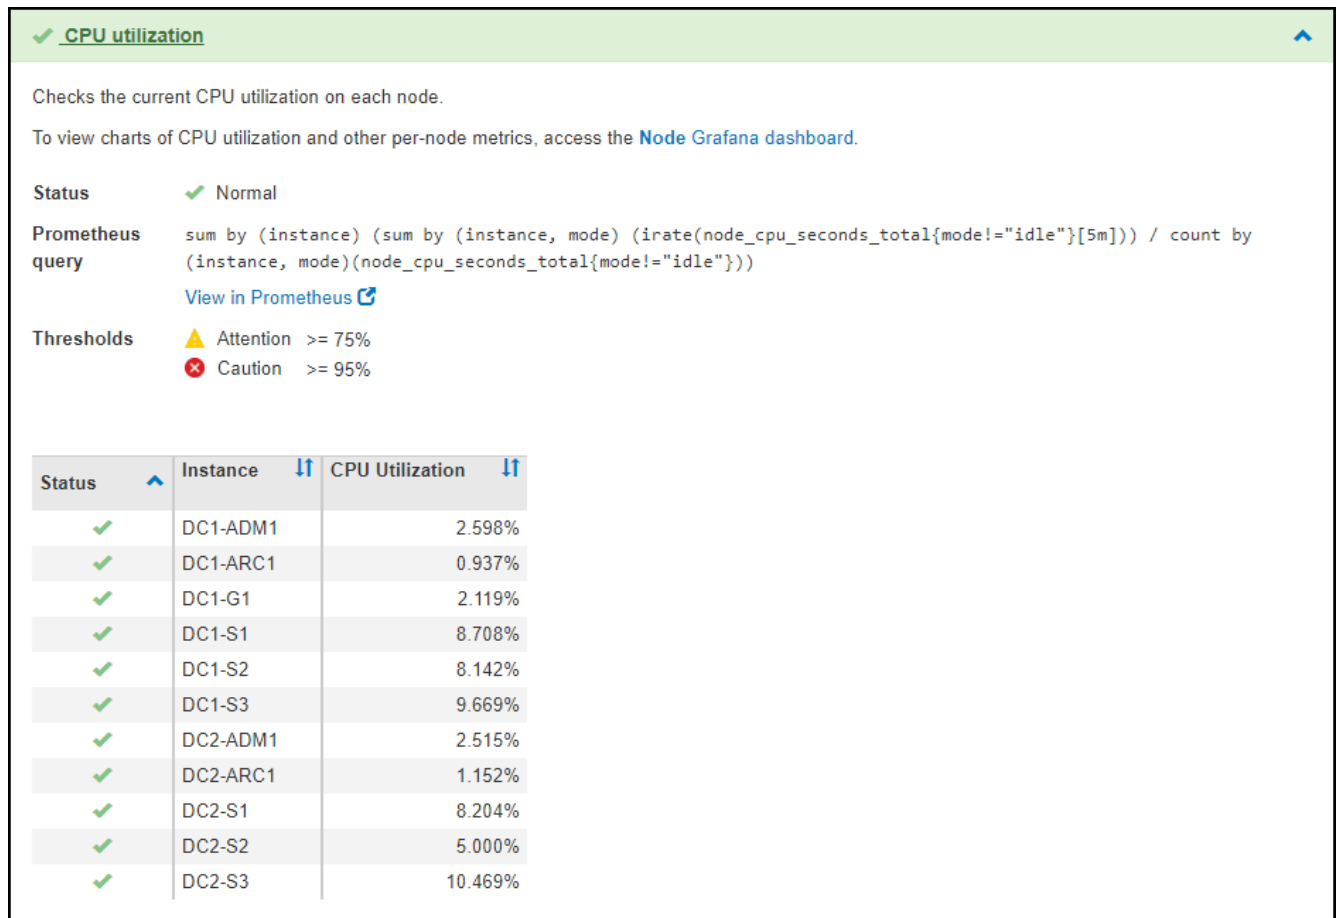 CPU utilization
Checks the current CPU utilization on each node.
To view charts of CPU utilization and other per-node metrics, access the Node Grafana dashboard.
Status Normal
Prometheus query sum by (instance) (sum by (instance, mode) (irate(node_cpu_seconds_total{mode!="idle"}[5m])) / count by
(instance, mode)(node_cpu_seconds_total{mode!="idle"}))
View in Prometheus
Thresholds Attention >= 75%
Caution >= 95%
Status Instance CPU Utilization
DC1-ADM1 2.598%
DC1-ARC1 0.937%
DC1-G1 2.119%
DC1-S1 8.708%
DC1-S2 8.142%
DC1-S3 9.669%
DC2-ADM1 2.515%
DC2-ARC1 1.152%
DC2-S1 8.204%
DC2-S2 5.000%
DC2-S3 10.469%